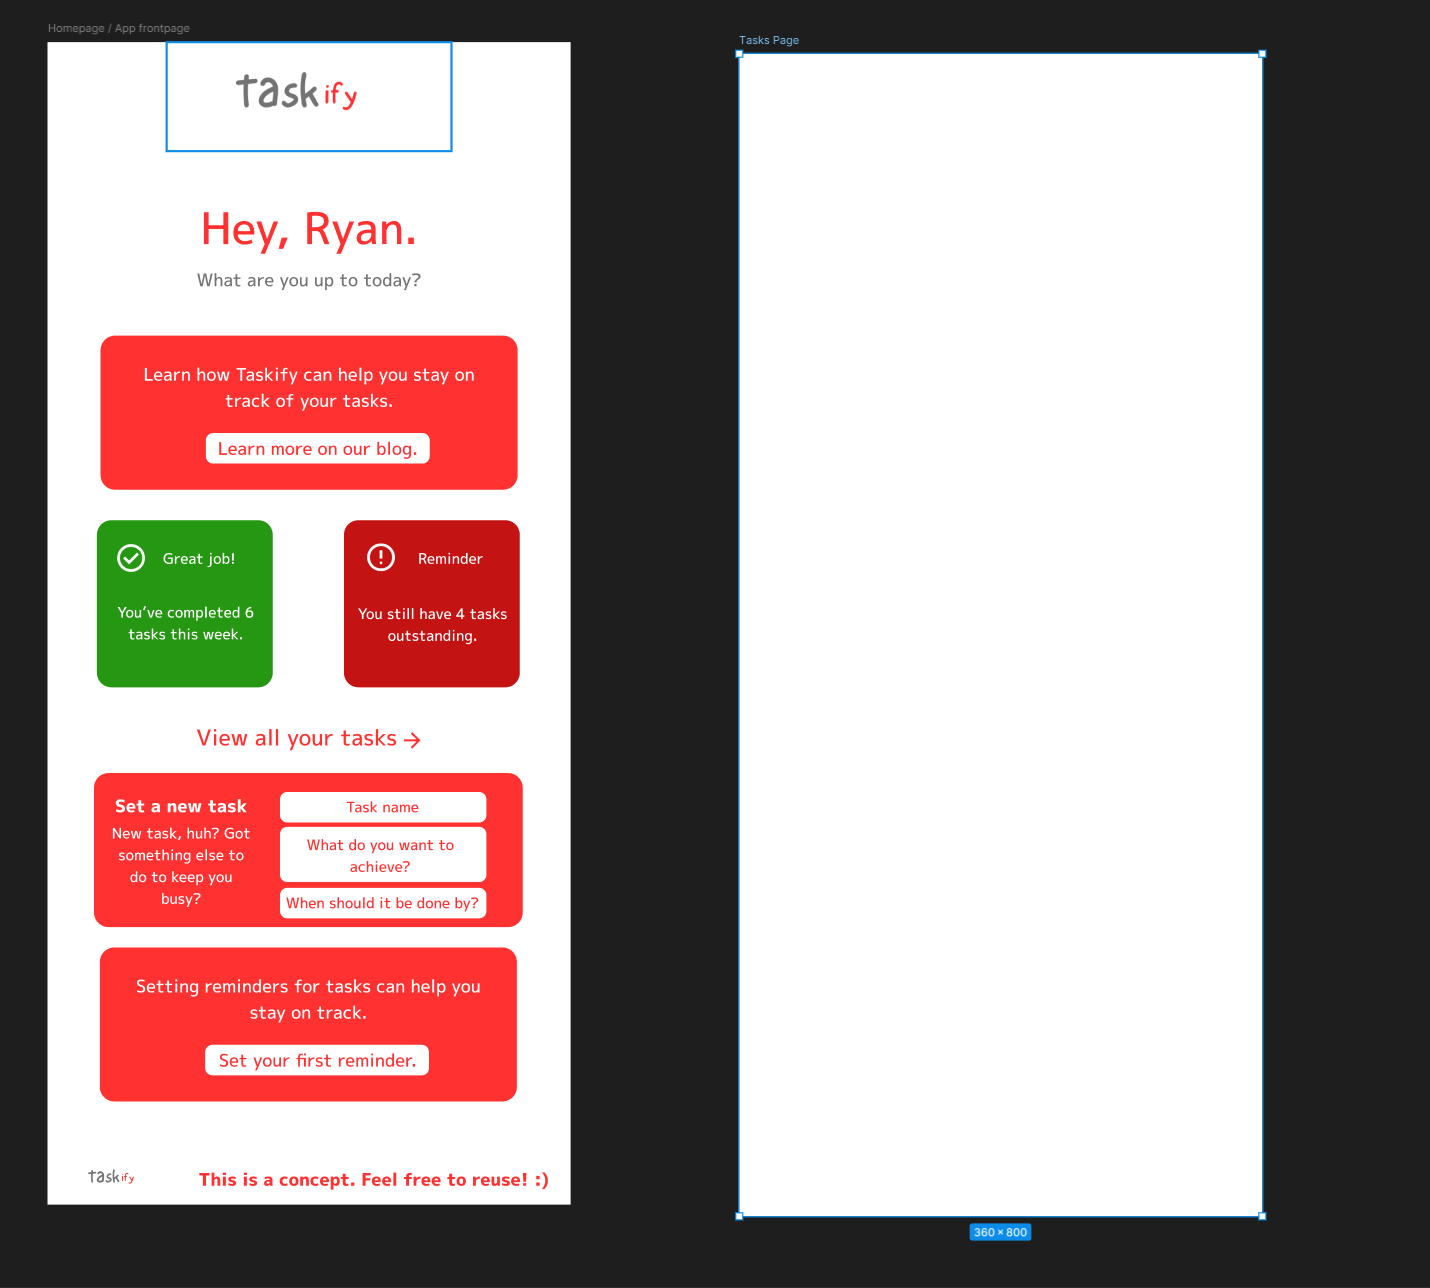 Homepage / App frontpage
Tasks Page
taskify
Hey, Ryan.
What are you up to today?
Learn how Taskify can help you stay on
track of your tasks.
Learn more on our blog.
Great job!
You’ve completed 6
tasks this week.
Reminder
You still have 4 tasks
outstanding.
View all your tasks →
Set a new task
New task, huh? Got
something else to
do to keep you
busy?
Task name
What do you want to
achieve?
When should it be done by?
Setting reminders for tasks can help you
stay on track.
Set your first reminder.
taskify
This is a concept. Feel free to reuse! :)
360 × 800